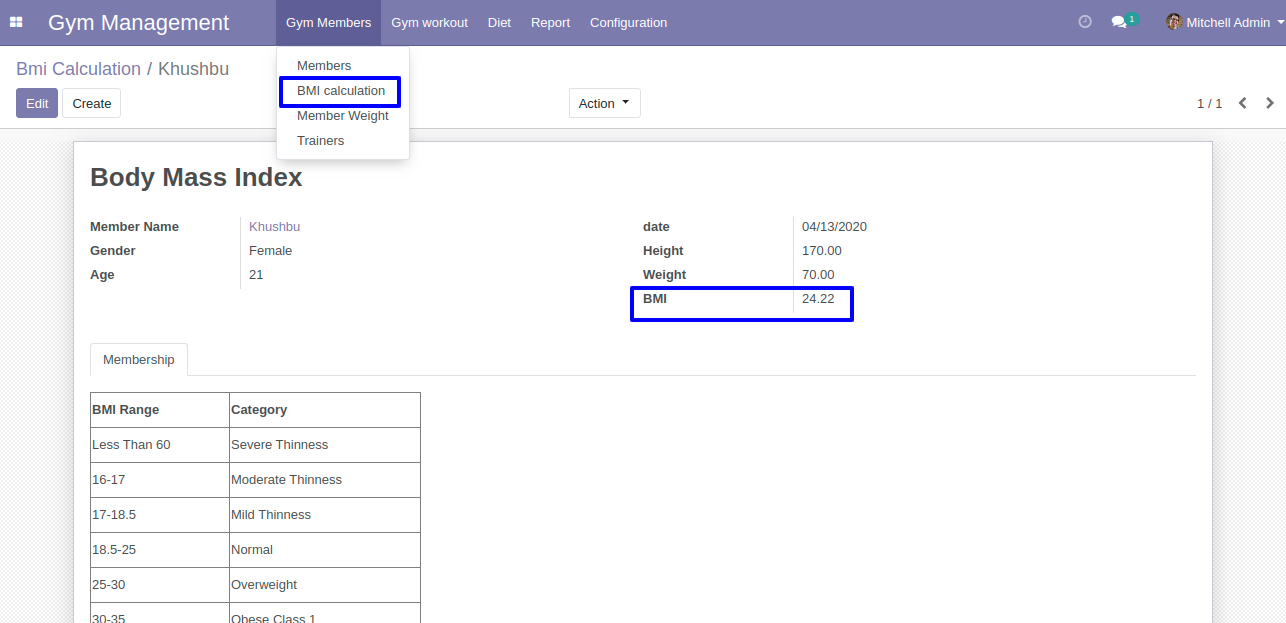 Gym Management Gym Members Gym workout Diet Report Configuration 1 Mitchell Admin
Bmi Calculation / Khushbu
Members
BMI calculation
Member Weight
Trainers
Edit Create Action 1 / 1
Body Mass Index
Member Name Khushbu date 04/13/2020
Gender Female Height 170.00
Age 21 Weight 70.00
BMI 24.22
Membership
BMI Range Category
Less Than 60 Severe Thinness
16-17 Moderate Thinness
17-18.5 Mild Thinness
18.5-25 Normal
25-30 Overweight
30-35 Obese Class 1